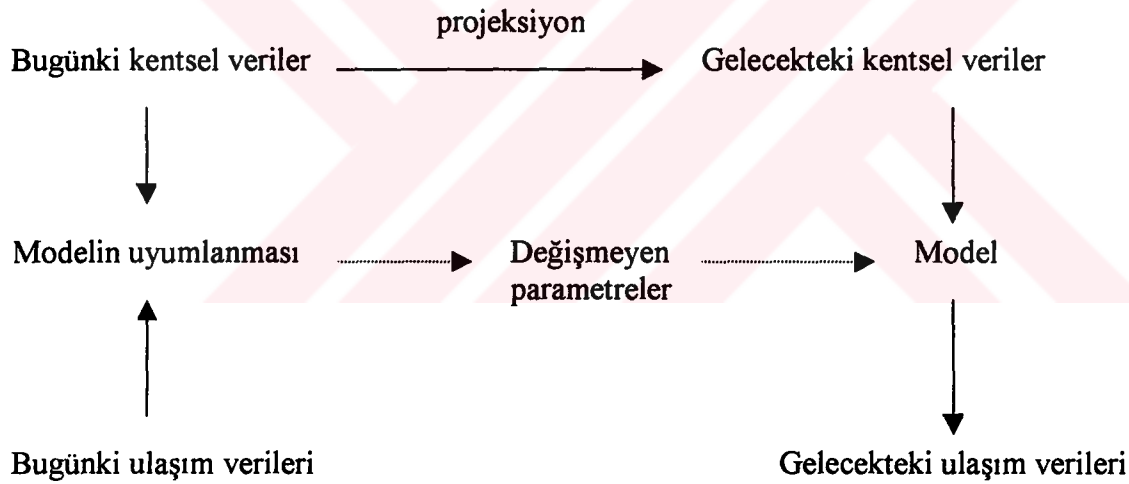 projeksiyon
Bugünki kentsel veriler
Gelecekteki kentsel veriler
Modelin uyumlanması
Değişmeyen
parametreler
Model
Bugünki ulaşım verileri
Gelecekteki ulaşım verileri